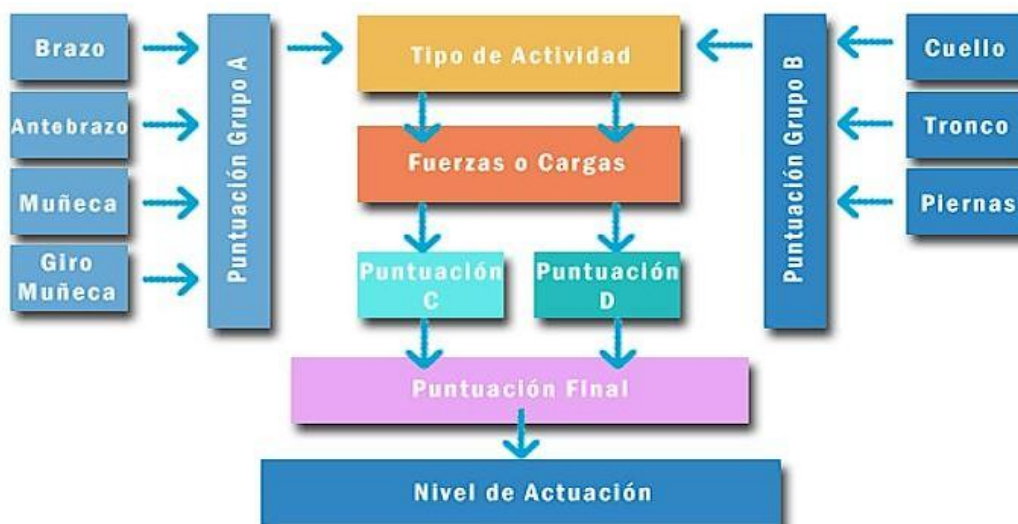 Brazo
Antebrazo
Muñeca
Giro
Muñeca
Puntuación Grupo A
Tipo de Actividad
Fuerzas o Cargas
Puntuación
C
Puntuación
D
Puntuación Final
Nivel de Actuación
Puntuación Grupo B
Cuello
Tronco
Piernas